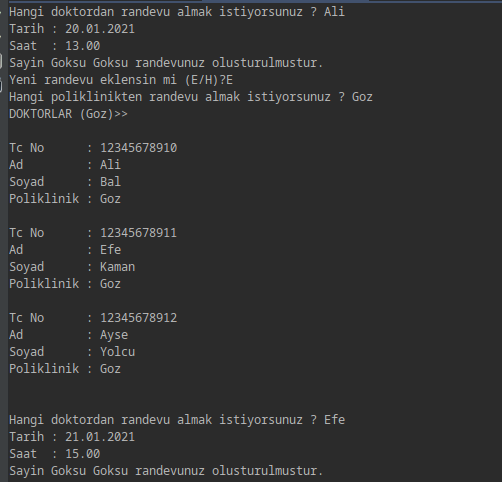 Hangi doktordan randevu almak istiyorsunuz ? Ali
Tarih : 20.01.2021
Saat  : 13.00
Sayin Goksu Goksu randevunuz olusturulmustur.
Yeni randevu eklensin mi (E/H)?E
Hangi poliklinikten randevu almak istiyorsunuz ? Goz
DOKTORLAR (Goz)>>

Tc No      : 12345678910
Ad         : Ali
Soyad      : Bal
Poliklinik : Goz

Tc No      : 12345678911
Ad         : Efe
Soyad      : Kaman
Poliklinik : Goz

Tc No      : 12345678912
Ad         : Ayse
Soyad      : Yolcu
Poliklinik : Goz

Hangi doktordan randevu almak istiyorsunuz ? Efe
Tarih : 21.01.2021
Saat  : 15.00
Sayin Goksu Goksu randevunuz olusturulmustur.